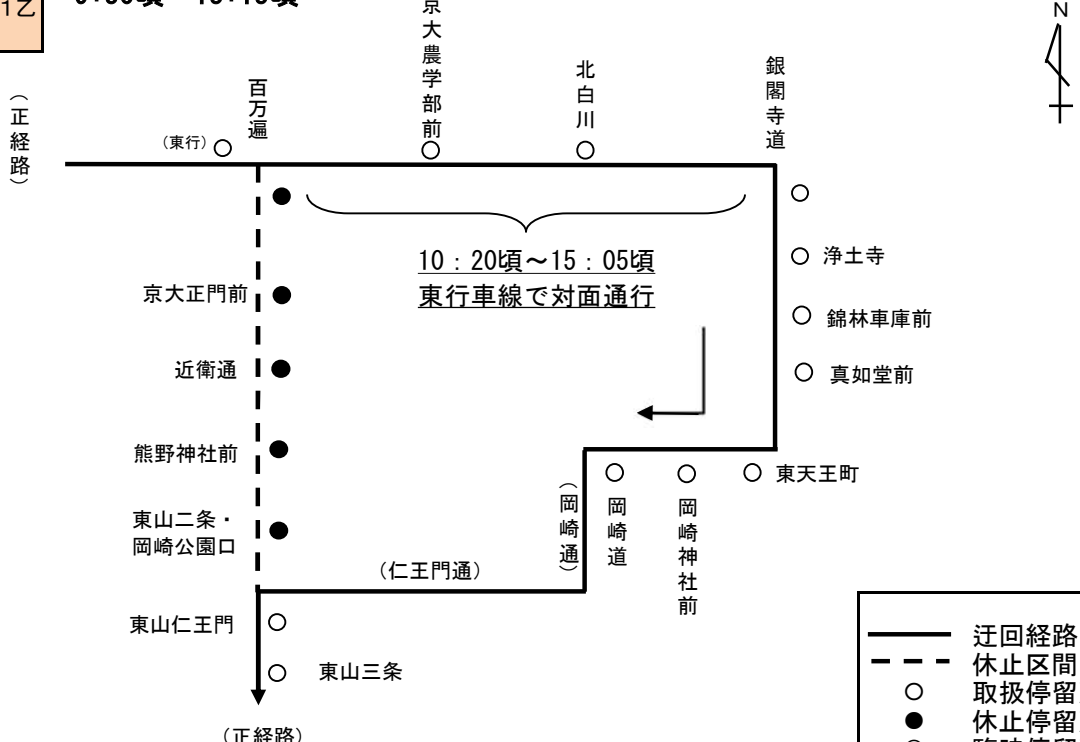 1乙
N
京大農学部前
北白川
銀閣寺道
百万遍
(東行)
(正経路)
10:20頃~15:05頃
東行車線で対面通行
浄土寺
錦林車庫前
真如堂前
京大正門前
近衛通
熊野神社前
東山二条・
岡崎公園口
東天王町
(岡崎通)
岡崎道
岡崎神社前
(仁王門通)
東山仁王門
東山三条
(正経路)
迂回経路
休止区間
取扱停留
休止停留